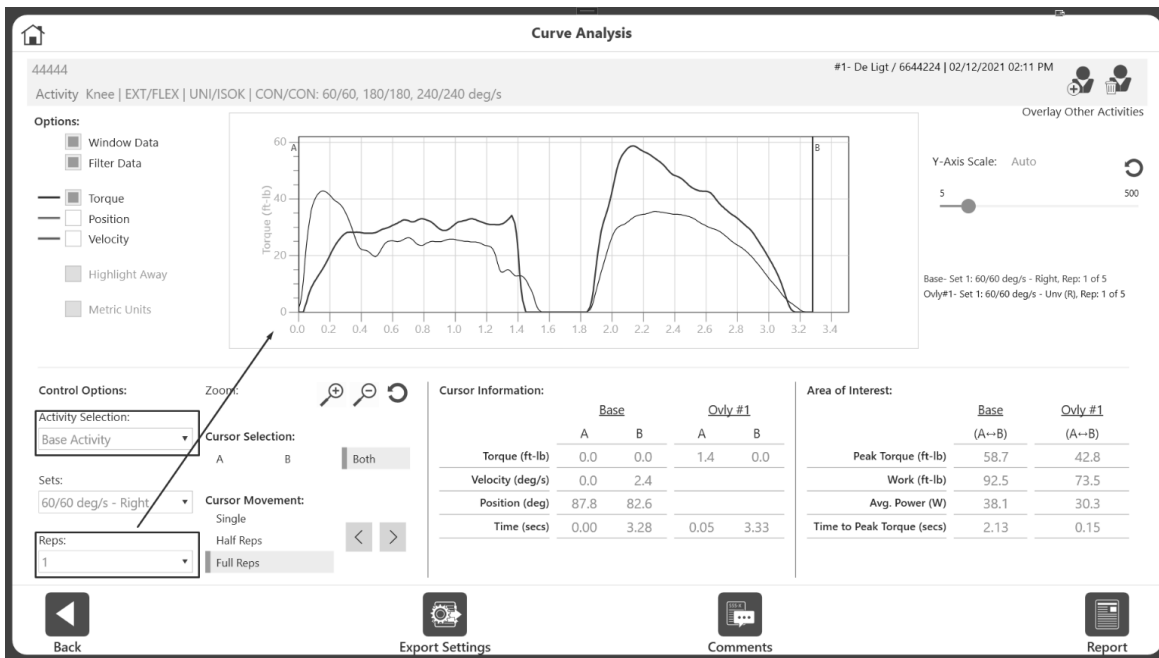 Curve Analysis
44444
#1- De Ligt / 6644224 | 02/12/2021 02:11 PM
Activity Knee | EXT/FLEX | UNI/ISOK | CON/CON: 60/60, 180/180, 240/240 deg/s
Overlay Other Activities
Options:
Window Data
Filter Data
Torque
Position
Velocity
Highlight Away
Metric Units
Torque (ft-lb)
60
40
20
0
A
B
0.0 0.2 0.4 0.6 0.8 1.0 1.2 1.4 1.6 1.8 2.0 2.2 2.4 2.6 2.8 3.0 3.2 3.4
Y-Axis Scale: Auto
5 500
Base- Set 1: 60/60 deg/s - Right, Rep: 1 of 5
Ovly#1- Set 1: 60/60 deg/s - Unv (R), Rep: 1 of 5
Control Options:
Activity Selection:
Base Activity
Sets:
60/60 deg/s - Right
Reps:
1
Zoom:
Cursor Selection:
A B Both
Cursor Movement:
Single
Half Reps
Full Reps
Cursor Information:
Base Ovly #1
A B A B
Torque (ft-lb) 0.0 0.0 1.4 0.0
Velocity (deg/s) 0.0 2.4
Position (deg) 87.8 82.6
Time (secs) 0.00 3.28 0.05 3.33
Area of Interest:
Base Ovly #1
(A↔B) (A↔B)
Peak Torque (ft-lb) 58.7 42.8
Work (ft-lb) 92.5 73.5
Avg. Power (W) 38.1 30.3
Time to Peak Torque (secs) 2.13 0.15
Back
Export Settings
Comments
Report